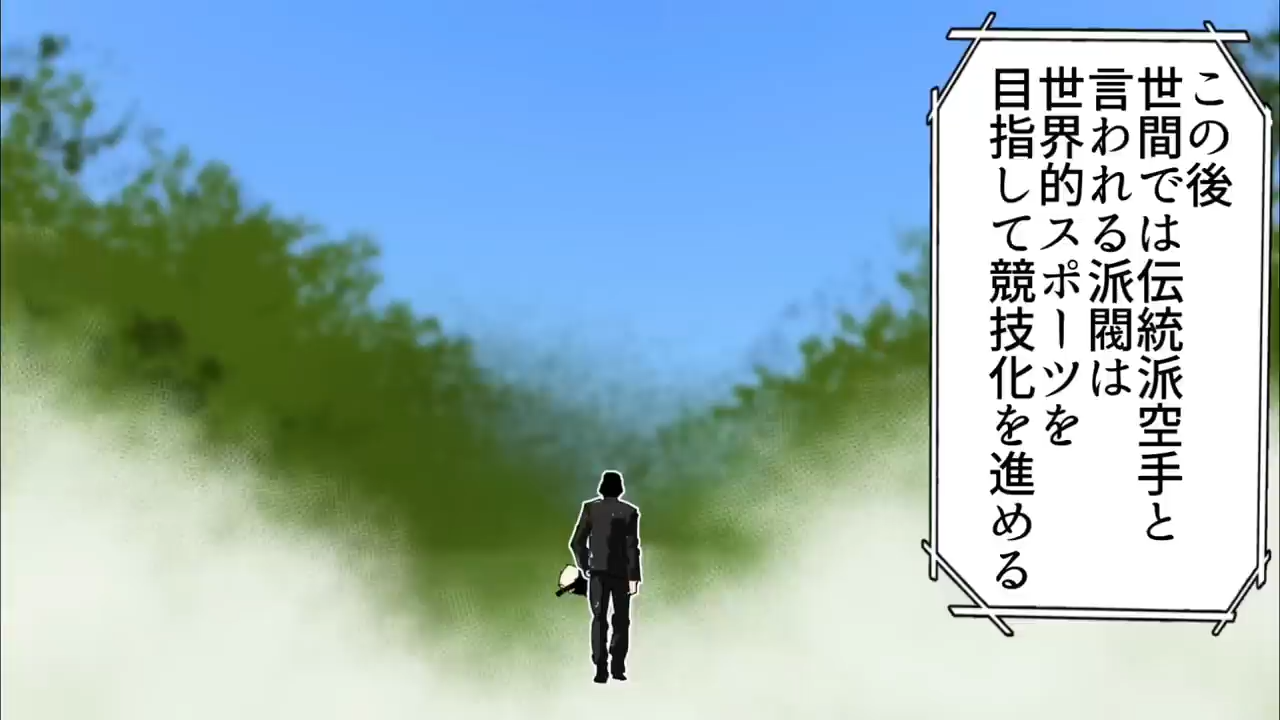 この後
世間では伝統派空手と
言われる派閥は
世界的スポーツを
目指して競技化を進める